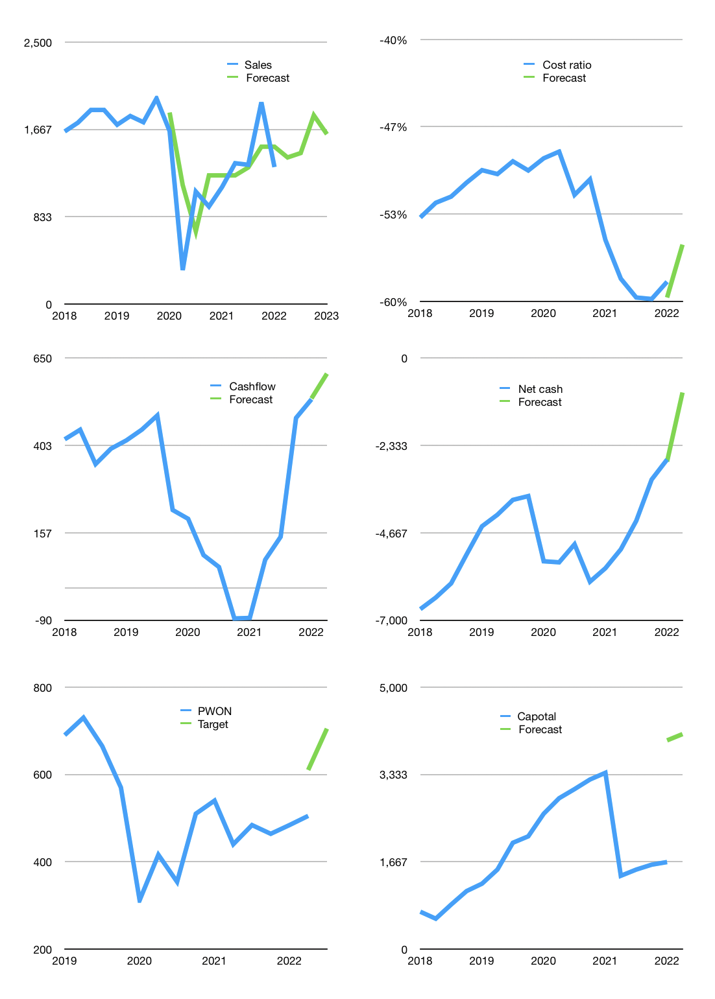 2,500
Sales
Forecast
1,667
833
0
2018 2019 2020 2021 2022 2023
-40%
Cost ratio
Forecast
-47%
-53%
-60%
2018 2019 2020 2021 2022
650
Cashflow
Forecast
403
157
-90
2018 2019 2020 2021 2022
0
Net cash
Forecast
-2,333
-4,667
-7,000
2018 2019 2020 2021 2022
800
PWON
Target
600
400
200
2019 2020 2021 2022
5,000
Capotal
Forecast
3,333
1,667
0
2018 2019 2020 2021 2022